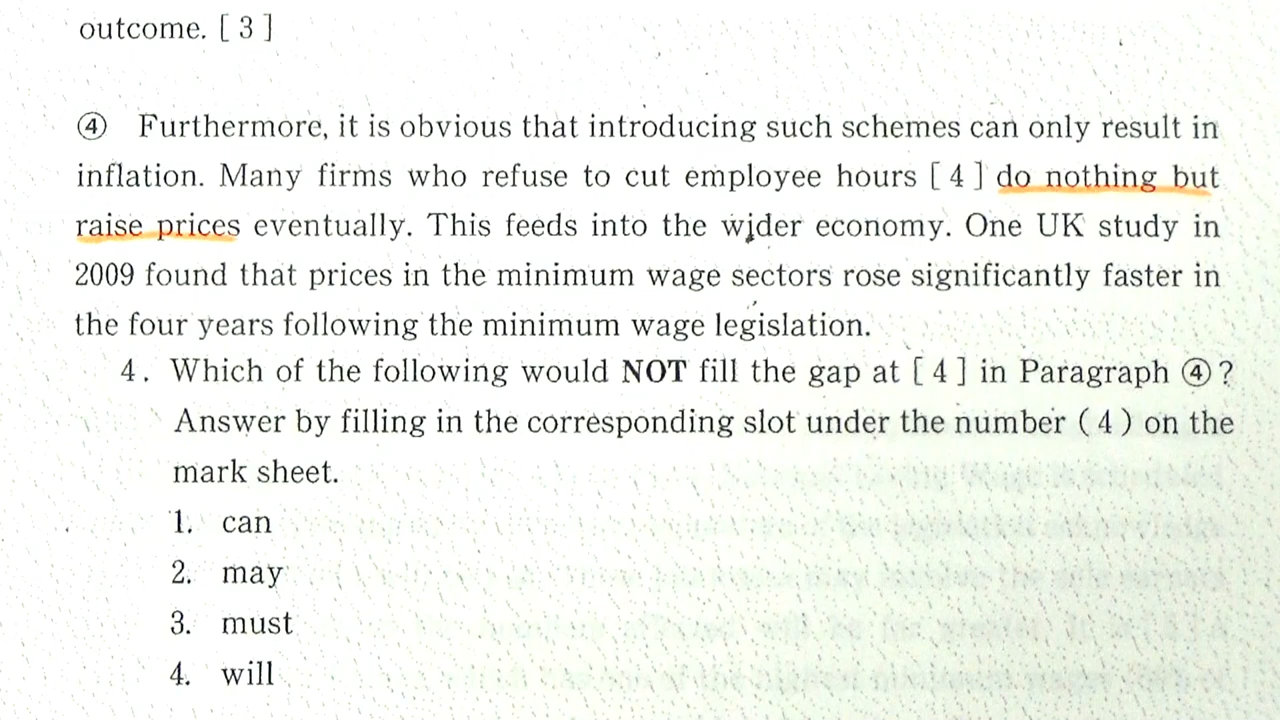 outcome. [ 3 ]
④ Furthermore, it is obvious that introducing such schemes can only result in
inflation. Many firms who refuse to cut employee hours [ 4 ] do nothing but
raise prices eventually. This feeds into the wider economy. One UK study in
2009 found that prices in the minimum wage sectors rose significantly faster in
the four years following the minimum wage legislation.
4. Which of the following would NOT fill the gap at [ 4 ] in Paragraph ④?
Answer by filling in the corresponding slot under the number ( 4 ) on the
mark sheet.
1. can
2. may
3. must
4. will